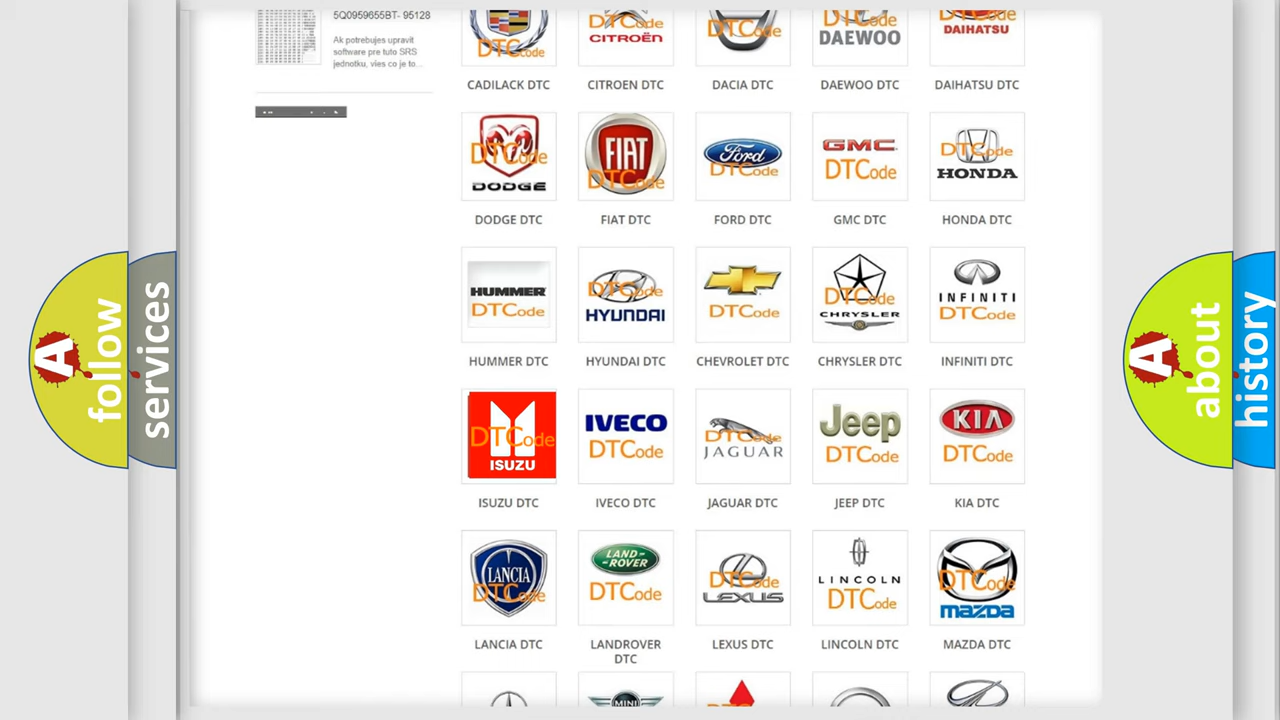 5Q0959655BT- 95128
Ak potrebujes upravit
software pre tuto SRS
jednotku, vies co je to...
DTCode
DTCode
CITROËN
DTCode
DTCode
DAEWOO
DTCode
DAIHATSU
CADILACK DTC
CITROEN DTC
DACIA DTC
DAEWOO DTC
DAIHATSU DTC
DTCode
DODGE
FIAT
DTCode
Ford
DTCode
GMC
DTCode
DTCode
HONDA
DODGE DTC
FIAT DTC
FORD DTC
GMC DTC
HONDA DTC
HUMMER
DTCode
DTCode
HYUNDAI
DTCode
DTCode
CHRYSLER
INFINITI
DTCode
HUMMER DTC
HYUNDAI DTC
CHEVROLET DTC
CHRYSLER DTC
INFINITI DTC
DTCode
ISUZU
IVECO
DTCode
DTCode
JAGUAR
Jeep
DTCode
KIA
DTCode
ISUZU DTC
IVECO DTC
JAGUAR DTC
JEEP DTC
KIA DTC
LANCIA
DTCode
LAND-
ROVER
DTCode
DTCode
LEXUS
LINCOLN
DTCode
DTCode
mazda
LANCIA DTC
LANDROVER
DTC
LEXUS DTC
LINCOLN DTC
MAZDA DTC
MINI
A
follow
services
A
about
history